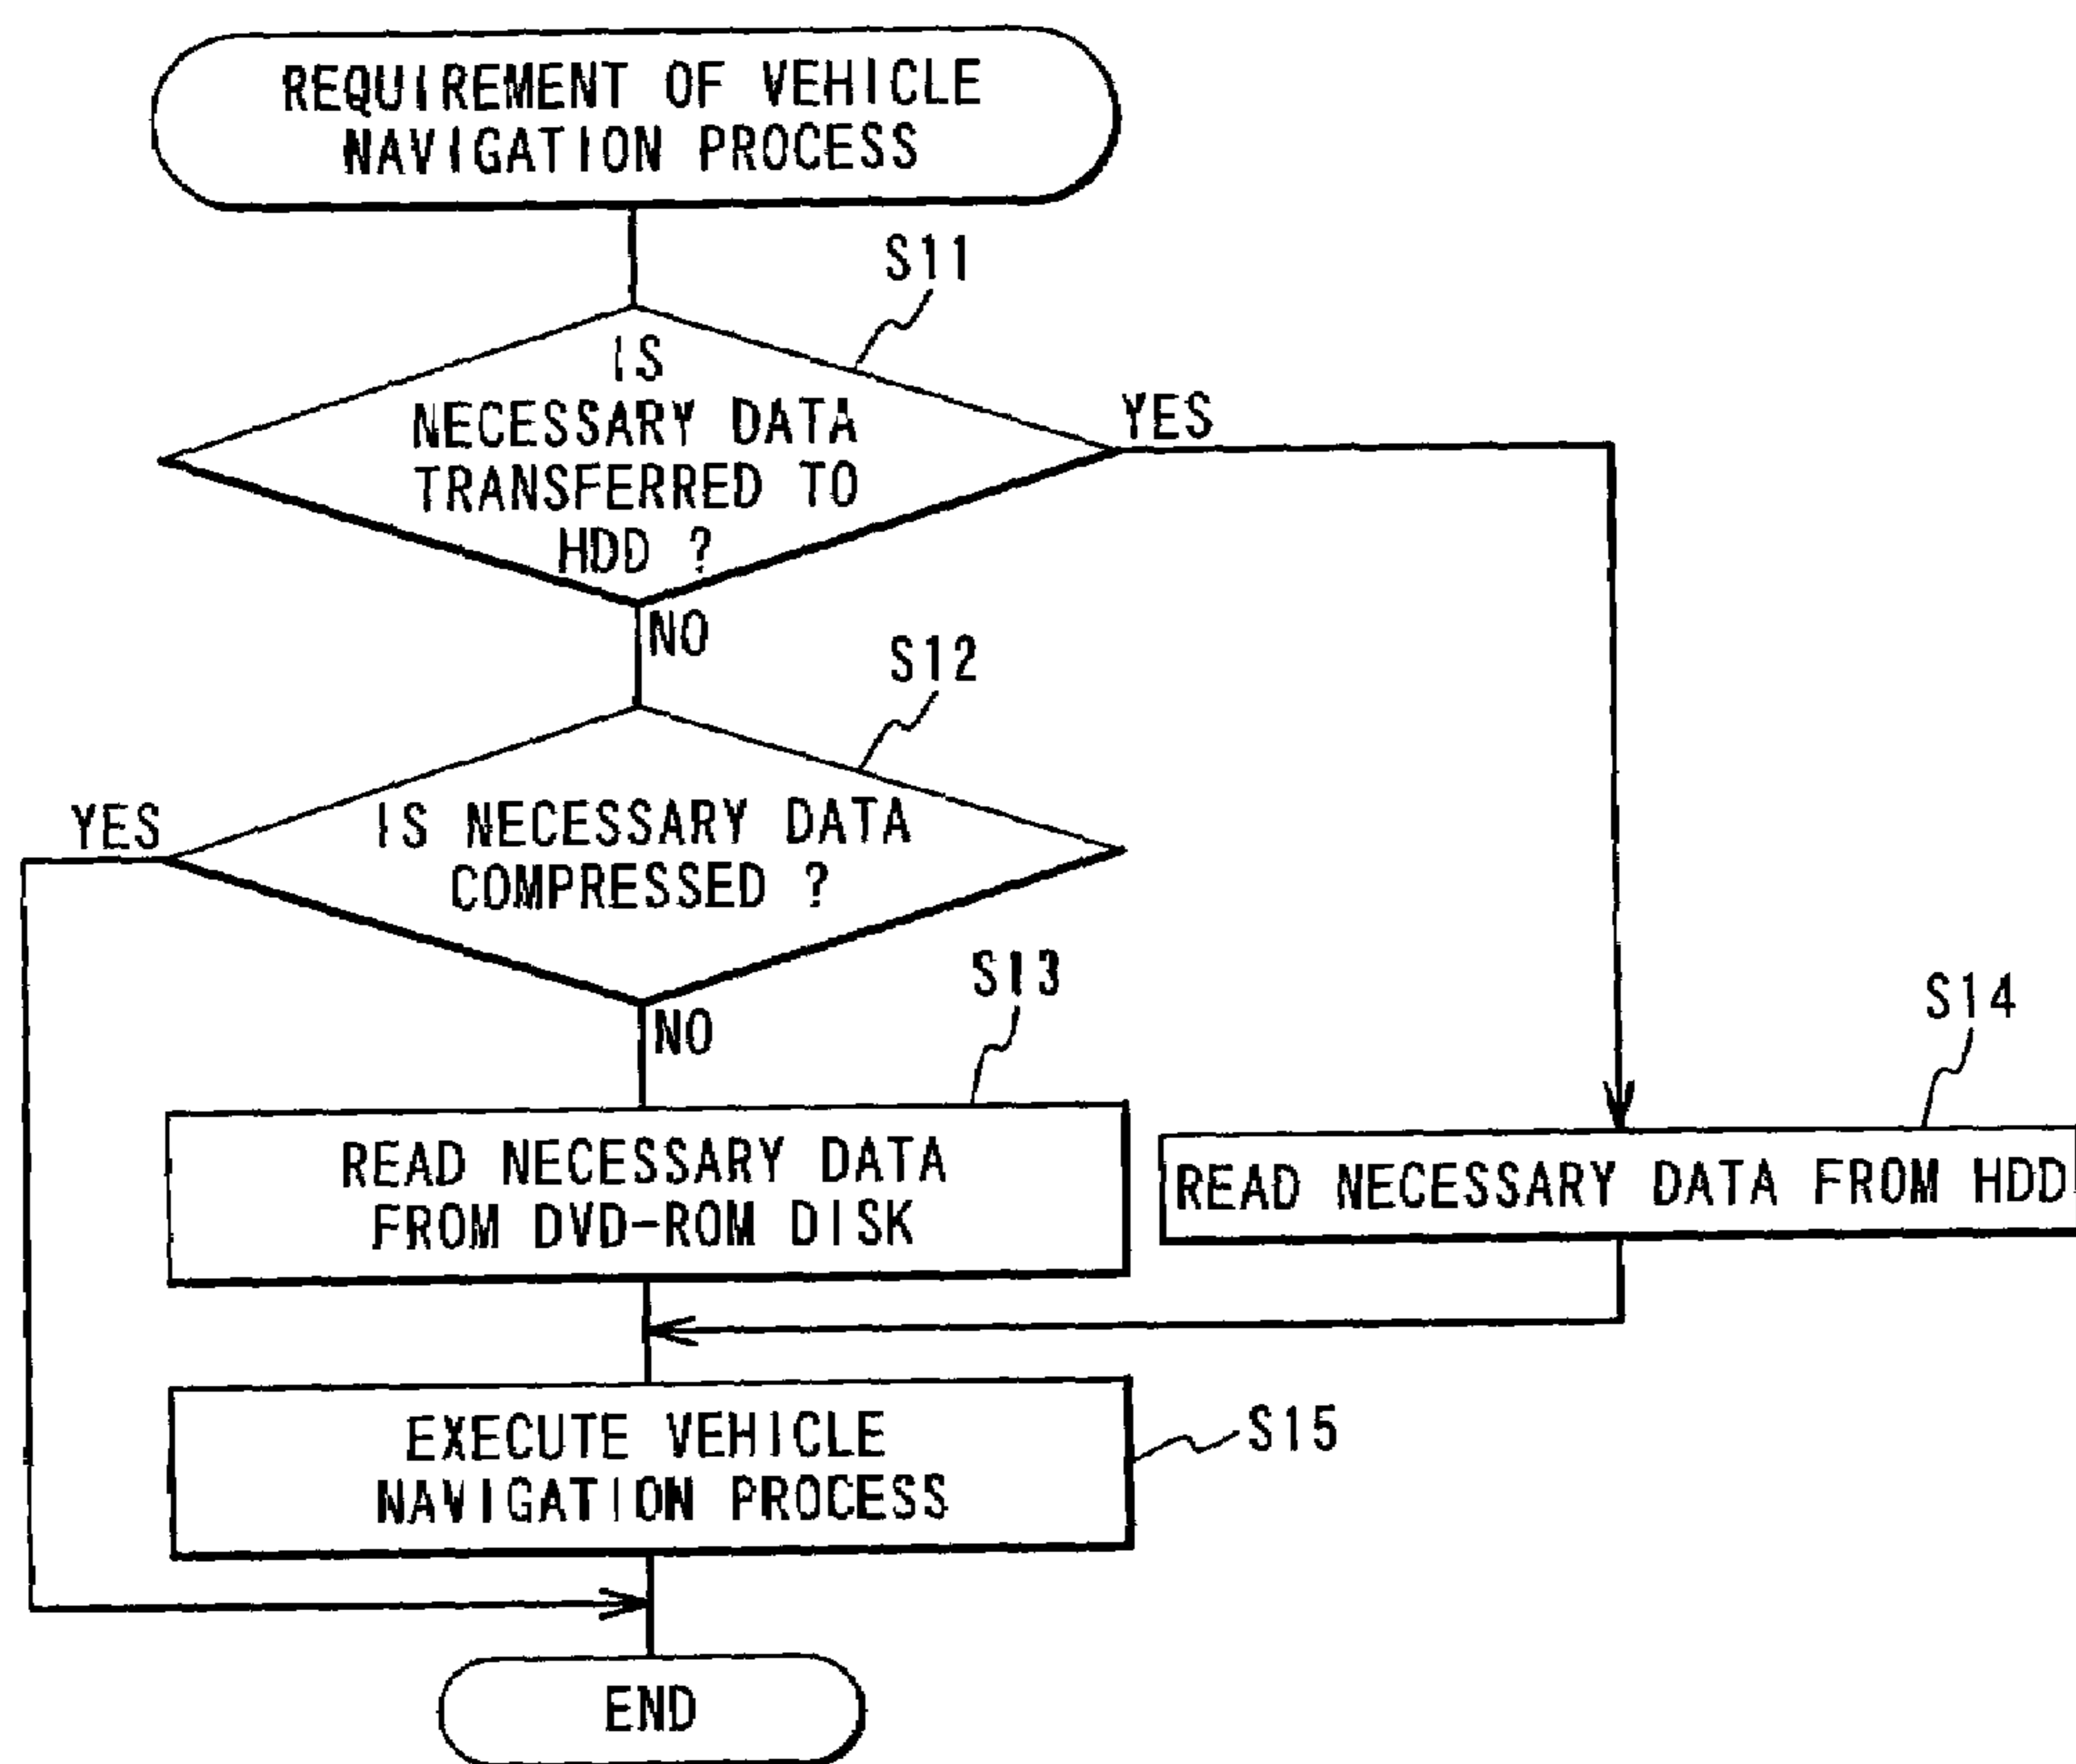 REQUIREMENT OF VEHICLE
NAVIGATION PROCESS
S11
IS
NECESSARY DATA
TRANSFERRED TO
HDD ?
YES
NO
S12
IS NECESSARY DATA
COMPRESSED ?
YES
NO
S13
READ NECESSARY DATA
FROM DVD-ROM DISK
S14
READ NECESSARY DATA FROM HDD
EXECUTE VEHICLE
NAVIGATION PROCESS
S15
END